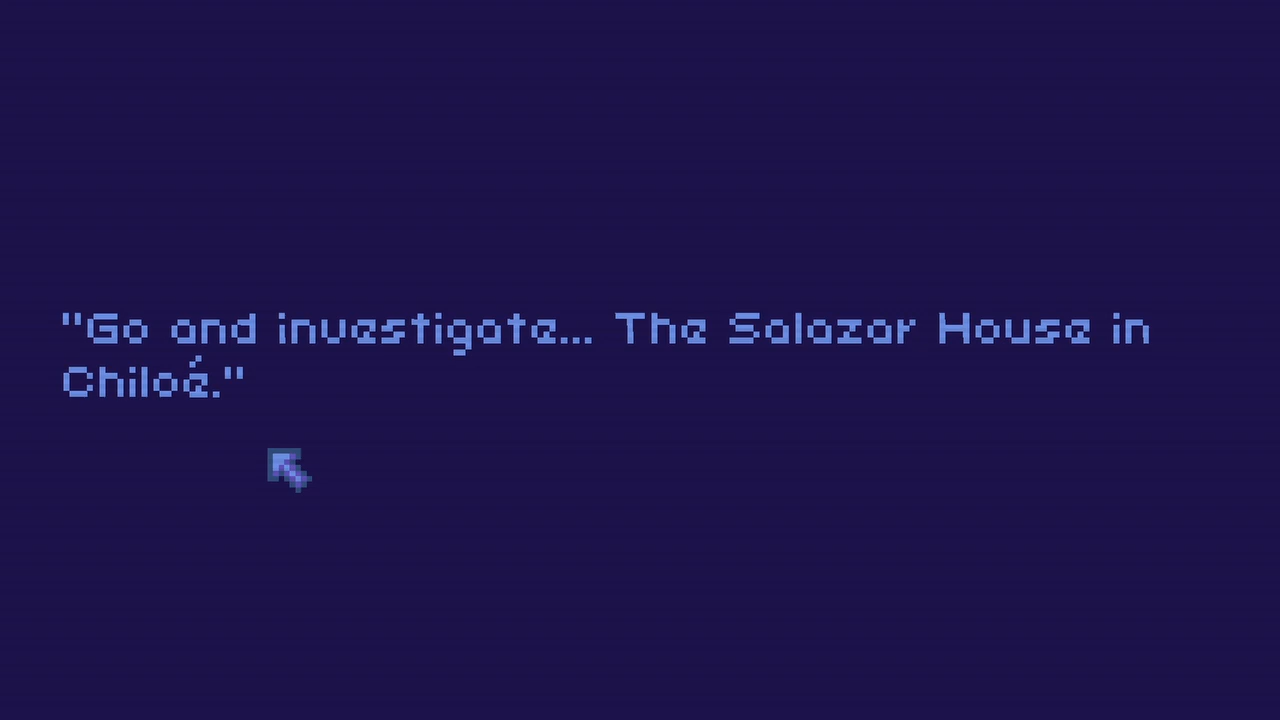 "Go and investigate... The Salazar House in
Chiloé."